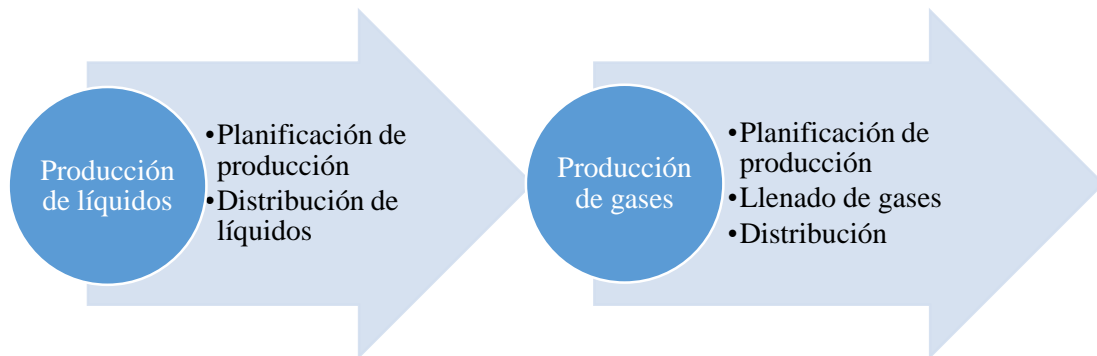 Producción
de líquidos
•Planificación de
producción
•Distribución de
líquidos
Producción
de gases
•Planificación de
producción
•Llenado de gases
•Distribución